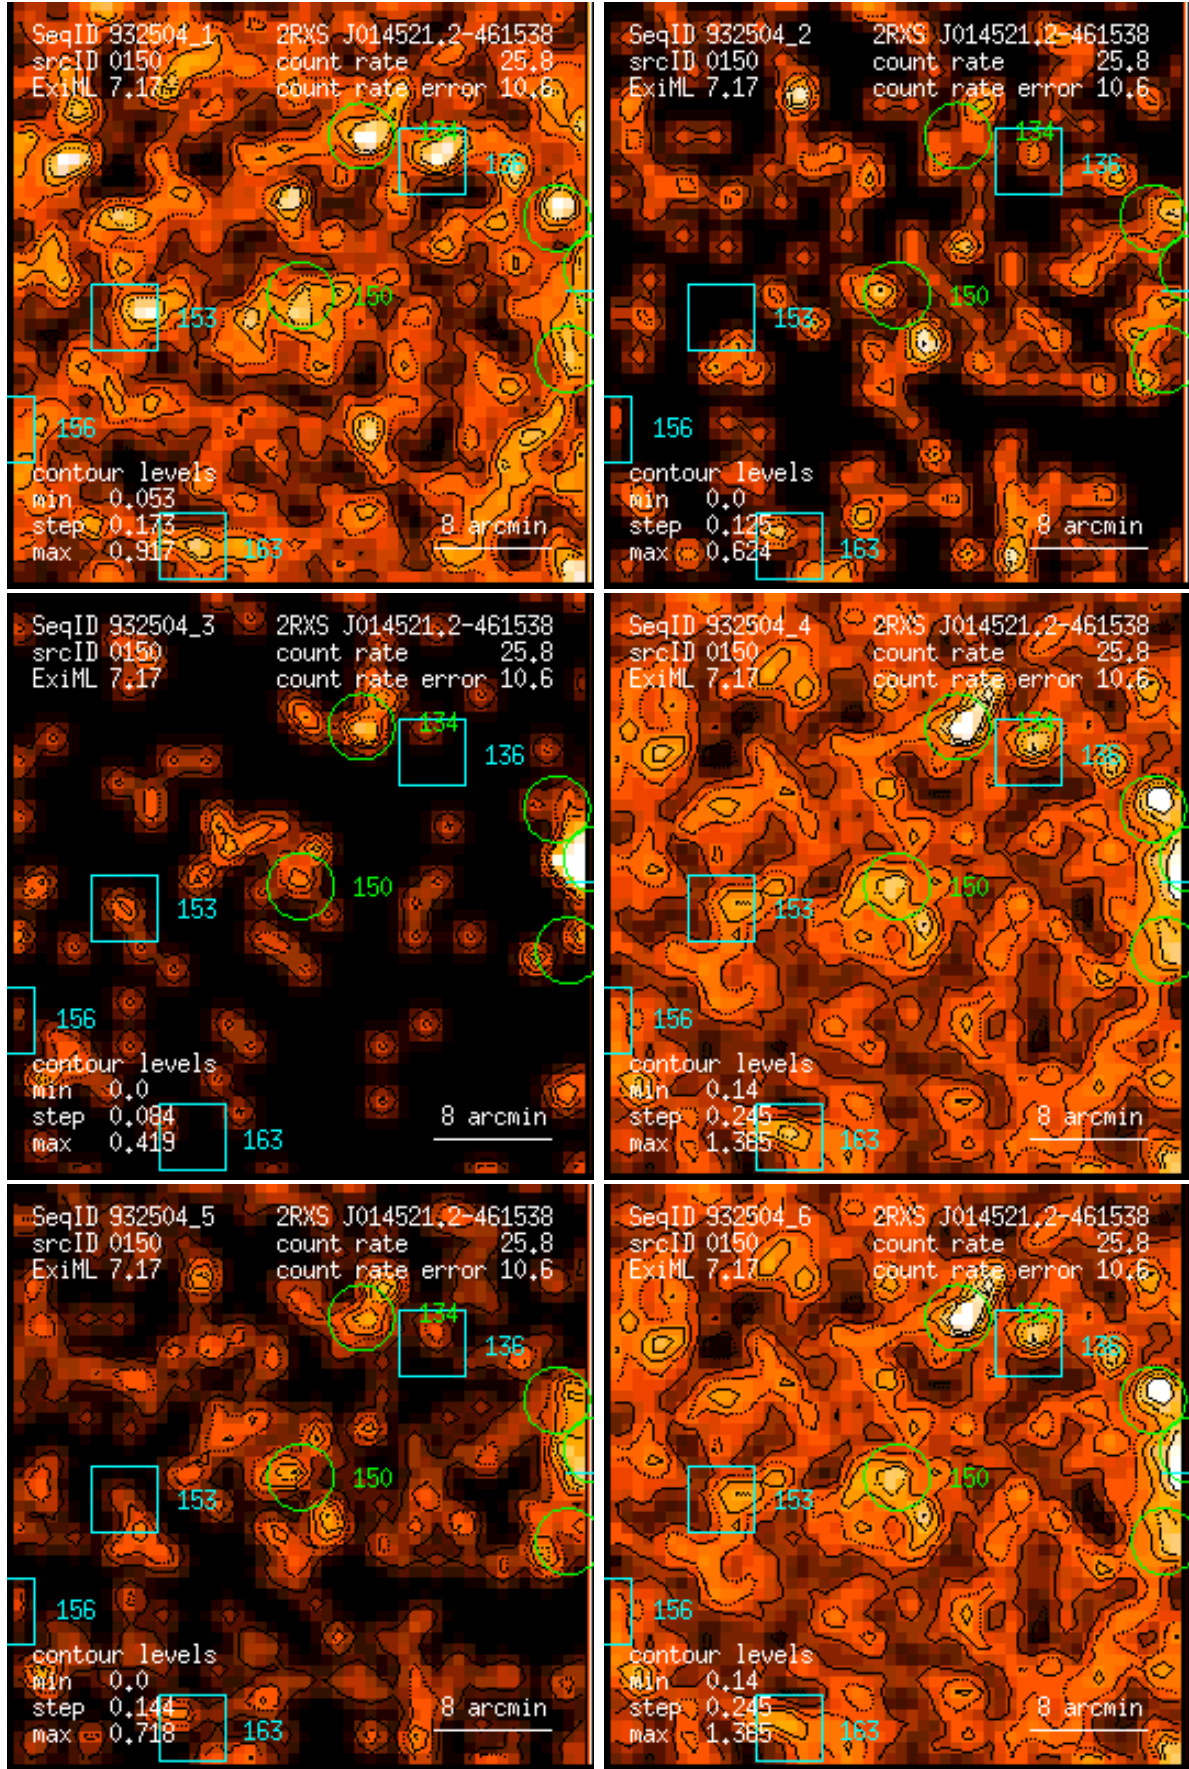 SeqID 932504_1 2RXS J014521.2-461538
srcID 0150 count rate 25.8
ExiML 7.17 count rate error 10.6
134
136
150
153
156
contour levels
min 0.053
step 0.173
max 0.917
8 arcmin
163
SeqID 932504_2 2RXS J014521.2-461538
srcID 0150 count rate 25.8
ExiML 7.17 count rate error 10.6
134
136
150
153
156
contour levels
min 0.0
step 0.125
max 0.624
8 arcmin
163
SeqID 932504_3 2RXS J014521.2-461538
srcID 0150 count rate 25.8
ExiML 7.17 count rate error 10.6
134
136
150
153
156
contour levels
min 0.0
step 0.084
max 0.419
8 arcmin
163
SeqID 932504_4 2RXS J014521.2-461538
srcID 0150 count rate 25.8
ExiML 7.17 count rate error 10.6
134
136
150
153
156
contour levels
min 0.14
step 0.245
max 1.365
8 arcmin
163
SeqID 932504_5 2RXS J014521.2-461538
srcID 0150 count rate 25.8
ExiML 7.17 count rate error 10.6
134
136
150
153
156
contour levels
min 0.0
step 0.144
max 0.718
8 arcmin
163
SeqID 932504_6 2RXS J014521.2-461538
srcID 0150 count rate 25.8
ExiML 7.17 count rate error 10.6
134
136
150
153
156
contour levels
min 0.14
step 0.245
max 1.365
8 arcmin
163